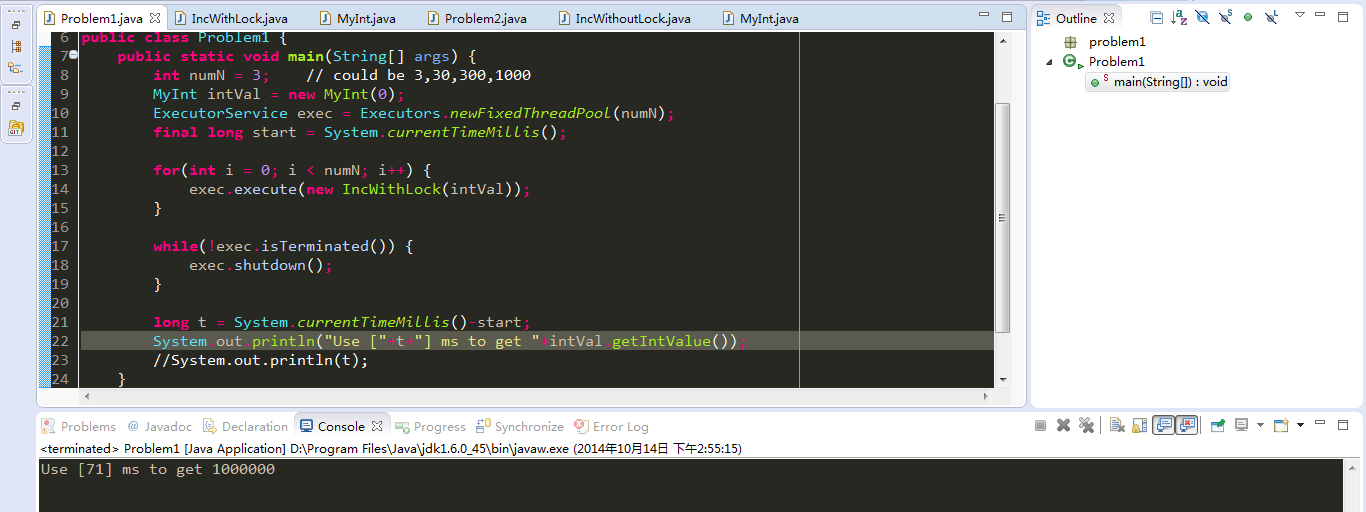 Problem1.java IncWithLock.java MyInt.java Problem2.java IncWithoutLock.java MyInt.java
6 public class Problem1 {
7 public static void main(String[] args) {
8 int numN = 3; // could be 3,30,300,1000
9 MyInt intVal = new MyInt(0);
10 ExecutorService exec = Executors.newFixedThreadPool(numN);
11 final long start = System.currentTimeMillis();
12
13 for(int i = 0; i < numN; i++) {
14 exec.execute(new IncWithLock(intVal));
15 }
16
17 while(!exec.isTerminated()) {
18 exec.shutdown();
19 }
20
21 long t = System.currentTimeMillis()-start;
22 System.out.println("Use ["+t+"] ms to get "+intVal.getIntValue());
23 //System.out.println(t);
24 }
Outline
problem1
Problem1
main(String[]) : void
Problems @ Javadoc Declaration Console Progress Synchronize Error Log
<terminated> Problem1 [Java Application] D:\Program Files\Java\jdk1.6.0_45\bin\javaw.exe (2014年10月14日 下午2:55:15)
Use [71] ms to get 1000000